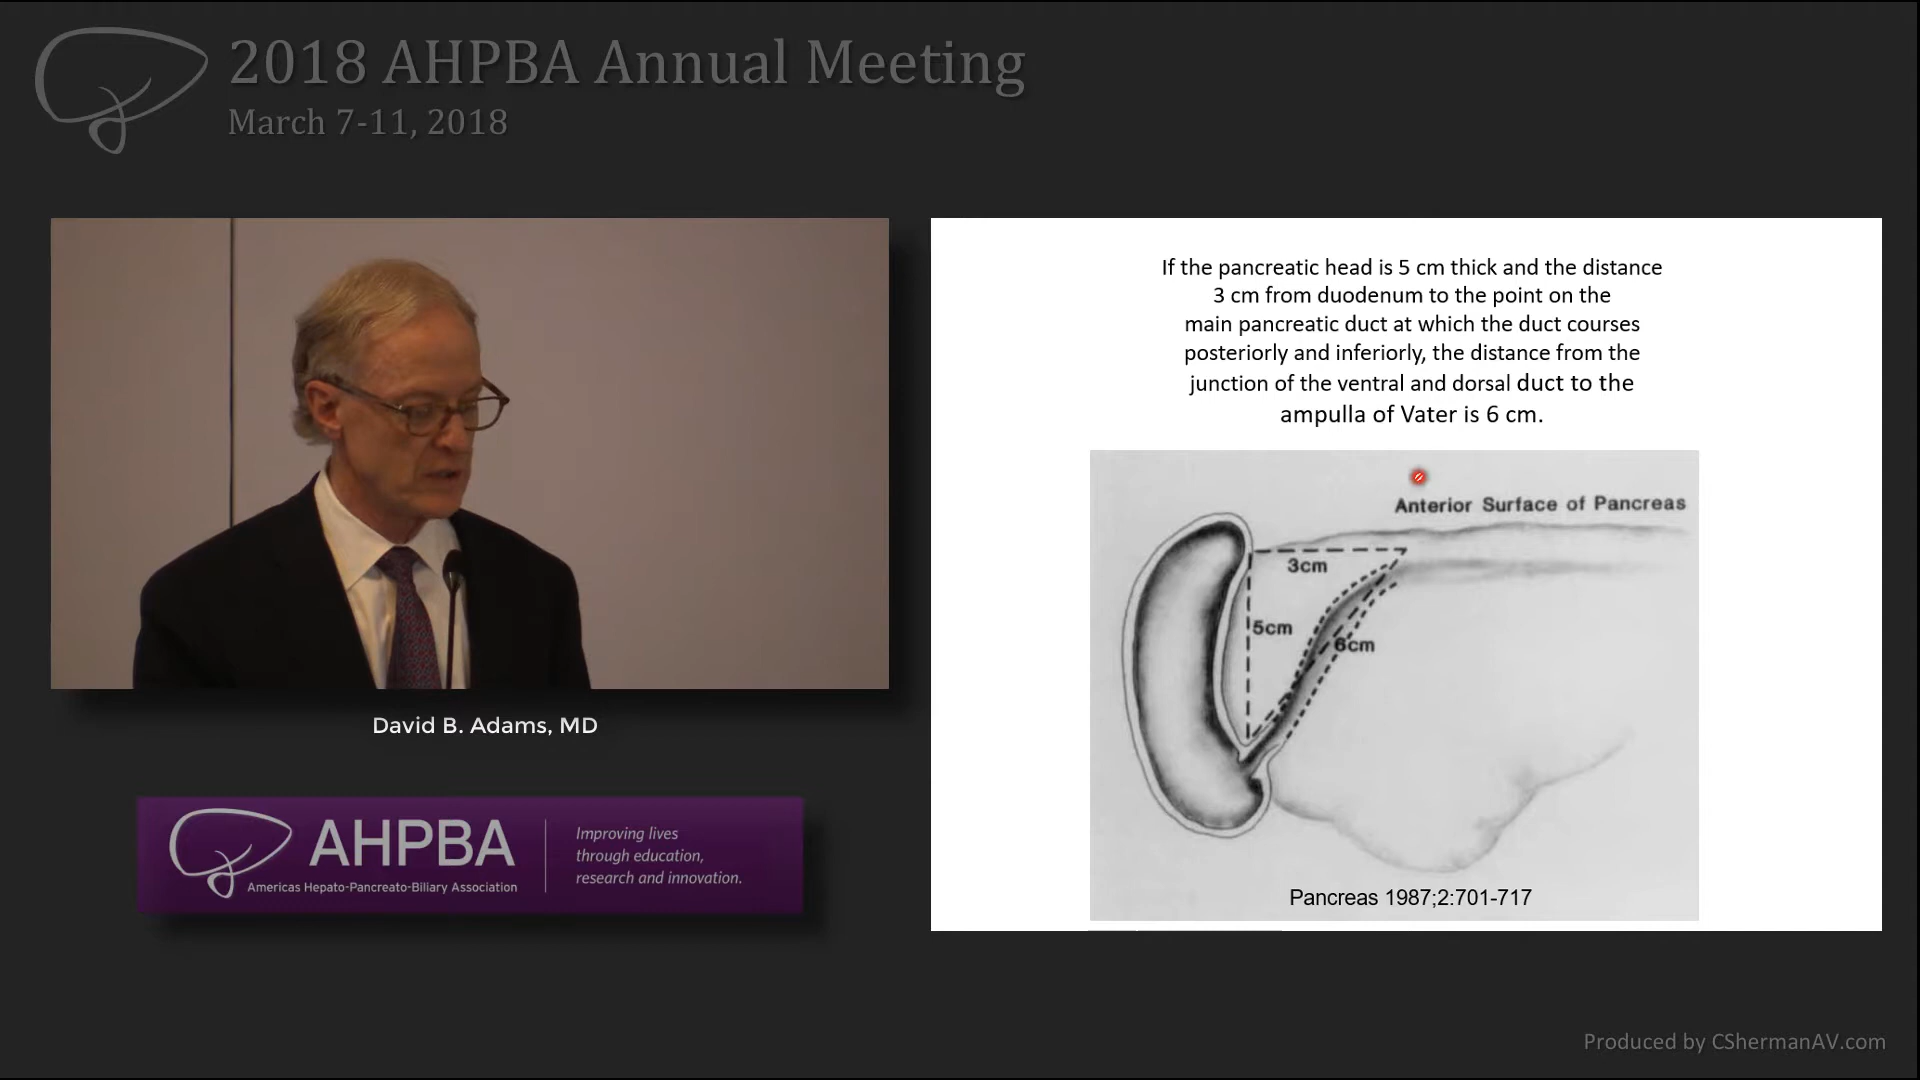 2018 AHPBA Annual Meeting
March 7-11, 2018
If the pancreatic head is 5 cm thick and the distance
3 cm from duodenum to the point on the
main pancreatic duct at which the duct courses
posteriorly and inferiorly, the distance from the
junction of the ventral and dorsal duct to the
ampulla of Vater is 6 cm.
Anterior Surface of Pancreas
3cm
5cm
6cm
Pancreas 1987;2:701-717
David B. Adams, MD
AHPBA
Americas Hepato-Pancreato-Biliary Association
Improving lives
through education,
research and innovation.
Produced by CShermanAV.com